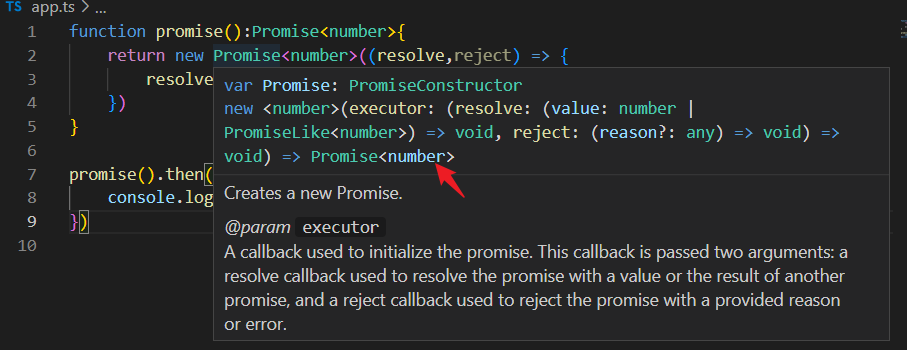 TS app.ts > ...
1 function promise():Promise<number>{
2 return new Promise<number>((resolve,reject) => {
3 resolve
4 })
5 }
6
7 promise().then(
8 console.log
9 })
10
var Promise: PromiseConstructor
new <number>(executor: (resolve: (value: number |
PromiseLike<number>) => void, reject: (reason?: any) => void) =>
void) => Promise<number>
Creates a new Promise.
@param executor
A callback used to initialize the promise. This callback is passed two arguments: a
resolve callback used to resolve the promise with a value or the result of another
promise, and a reject callback used to reject the promise with a provided reason
or error.